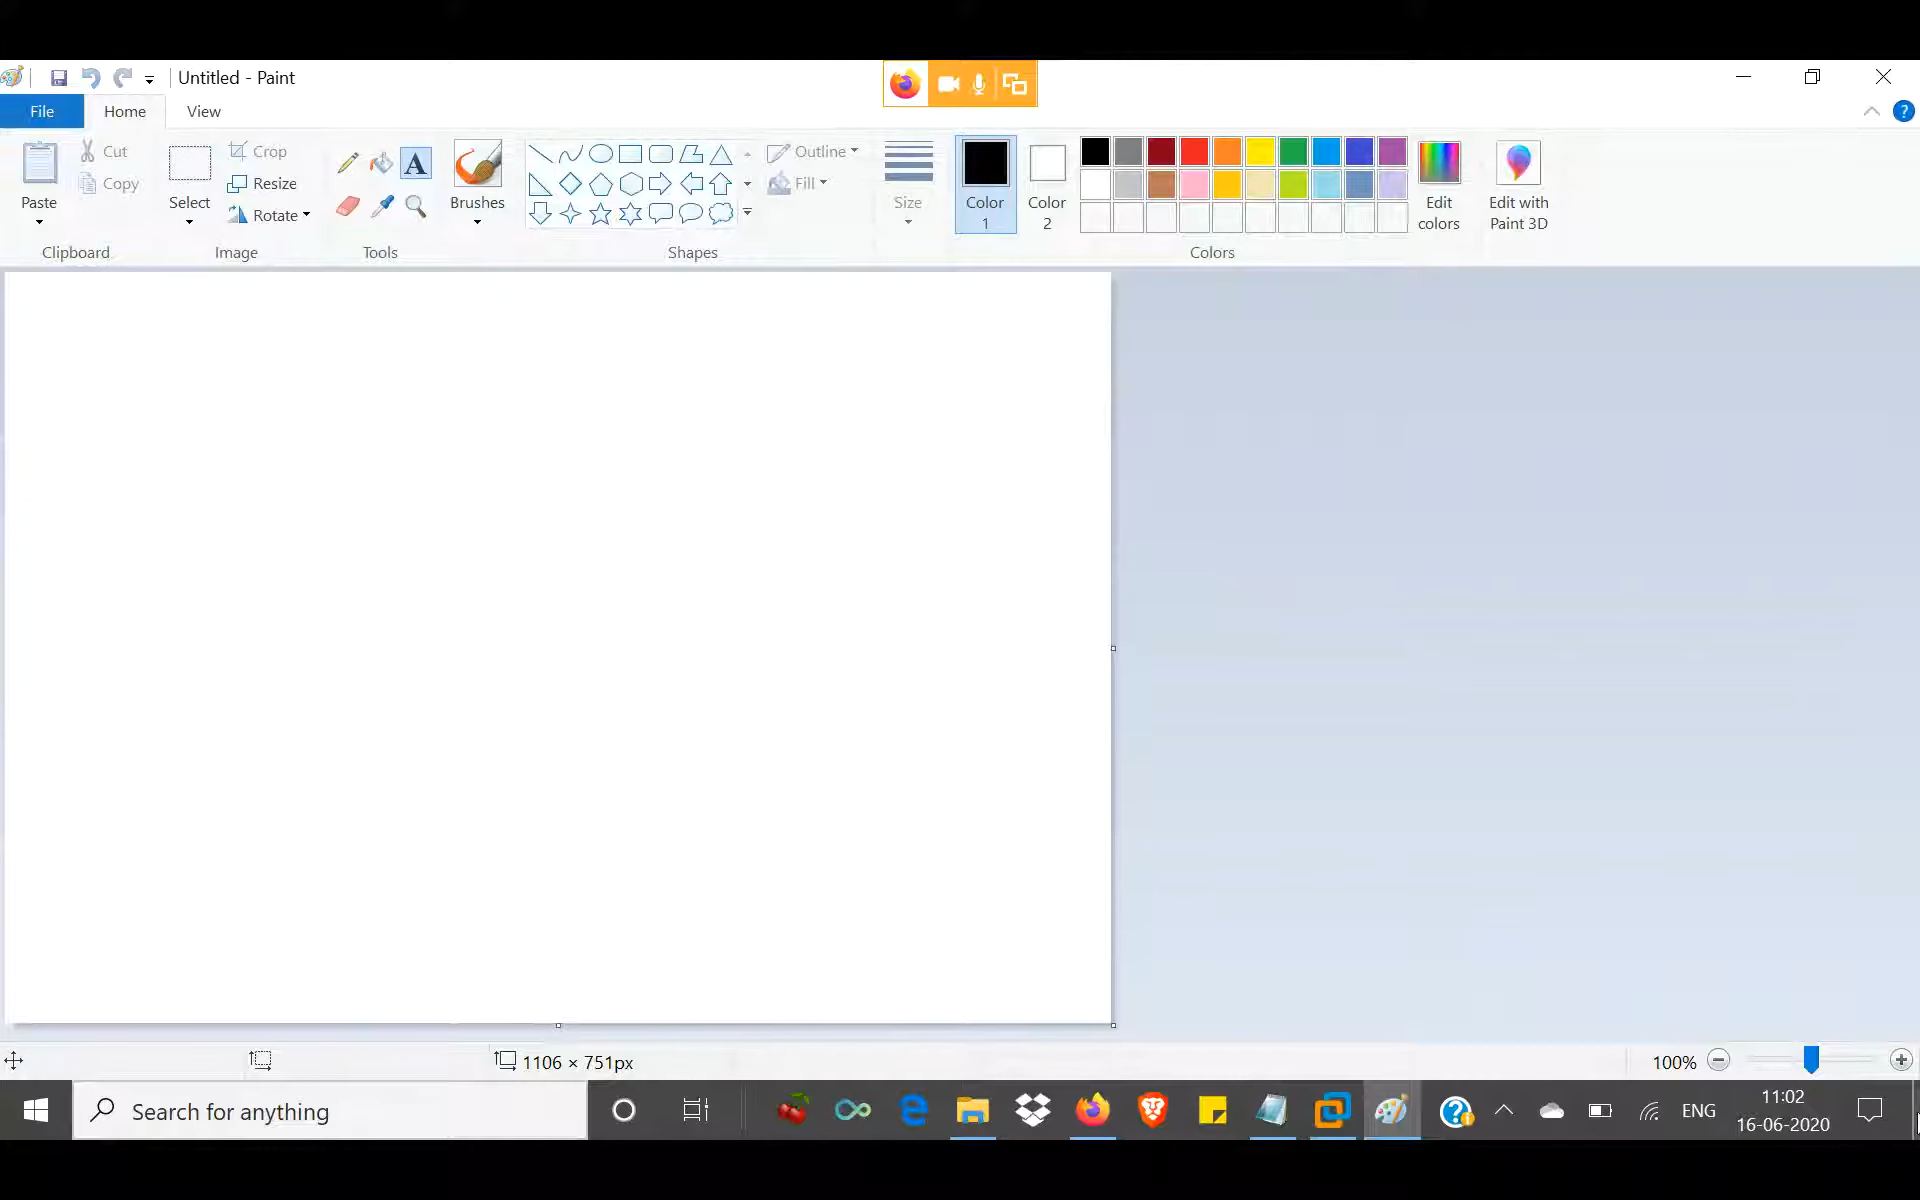 Untitled - Paint
File Home View
Paste
Cut
Copy
Clipboard
Select
Crop
Resize
Rotate
Image
A
Tools
Brushes
Shapes
Outline
Fill
Size
Color 1
Color 2
Colors
Edit colors
Edit with Paint 3D
1106 × 751px
100%
Search for anything
ENG
11:02
16-06-2020